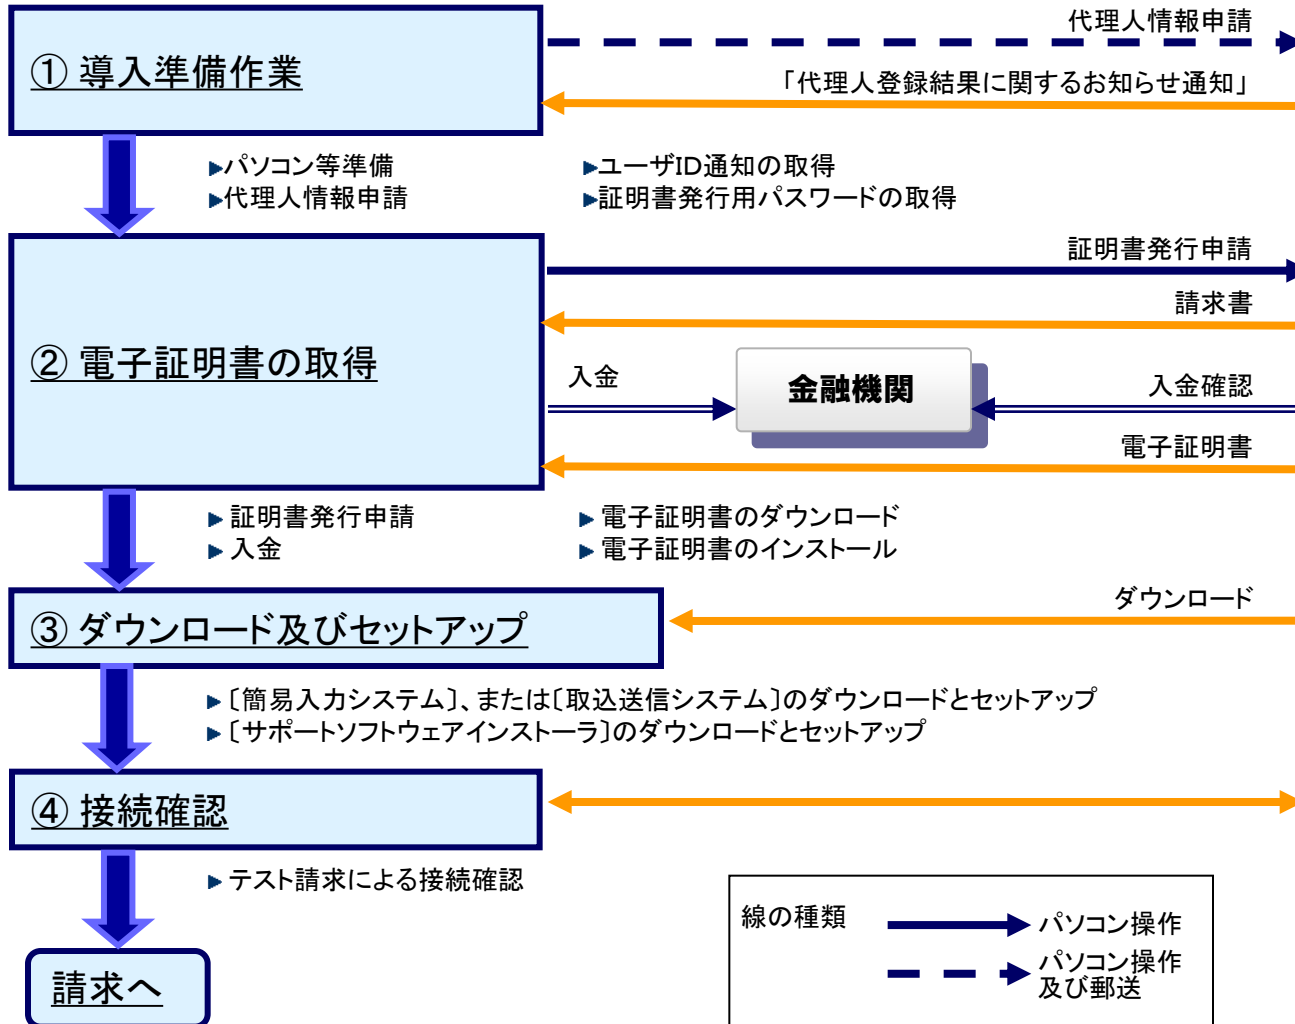 ① 導入準備作業
代理人情報申請
「代理人登録結果に関するお知らせ通知」
▶パソコン等準備
▶代理人情報申請
▶ユーザID通知の取得
▶証明書発行用パスワードの取得
② 電子証明書の取得
証明書発行申請
請求書
入金
金融機関
入金確認
電子証明書
▶ 証明書発行申請
▶ 入金
▶ 電子証明書のダウンロード
▶ 電子証明書のインストール
③ ダウンロード及びセットアップ
ダウンロード
▶〔簡易入力システム〕、または〔取込送信システム〕のダウンロードとセットアップ
▶〔サポートソフトウェアインストーラ〕のダウンロードとセットアップ
④ 接続確認
▶ テスト請求による接続確認
請求へ
線の種類
パソコン操作
パソコン操作
及び郵送